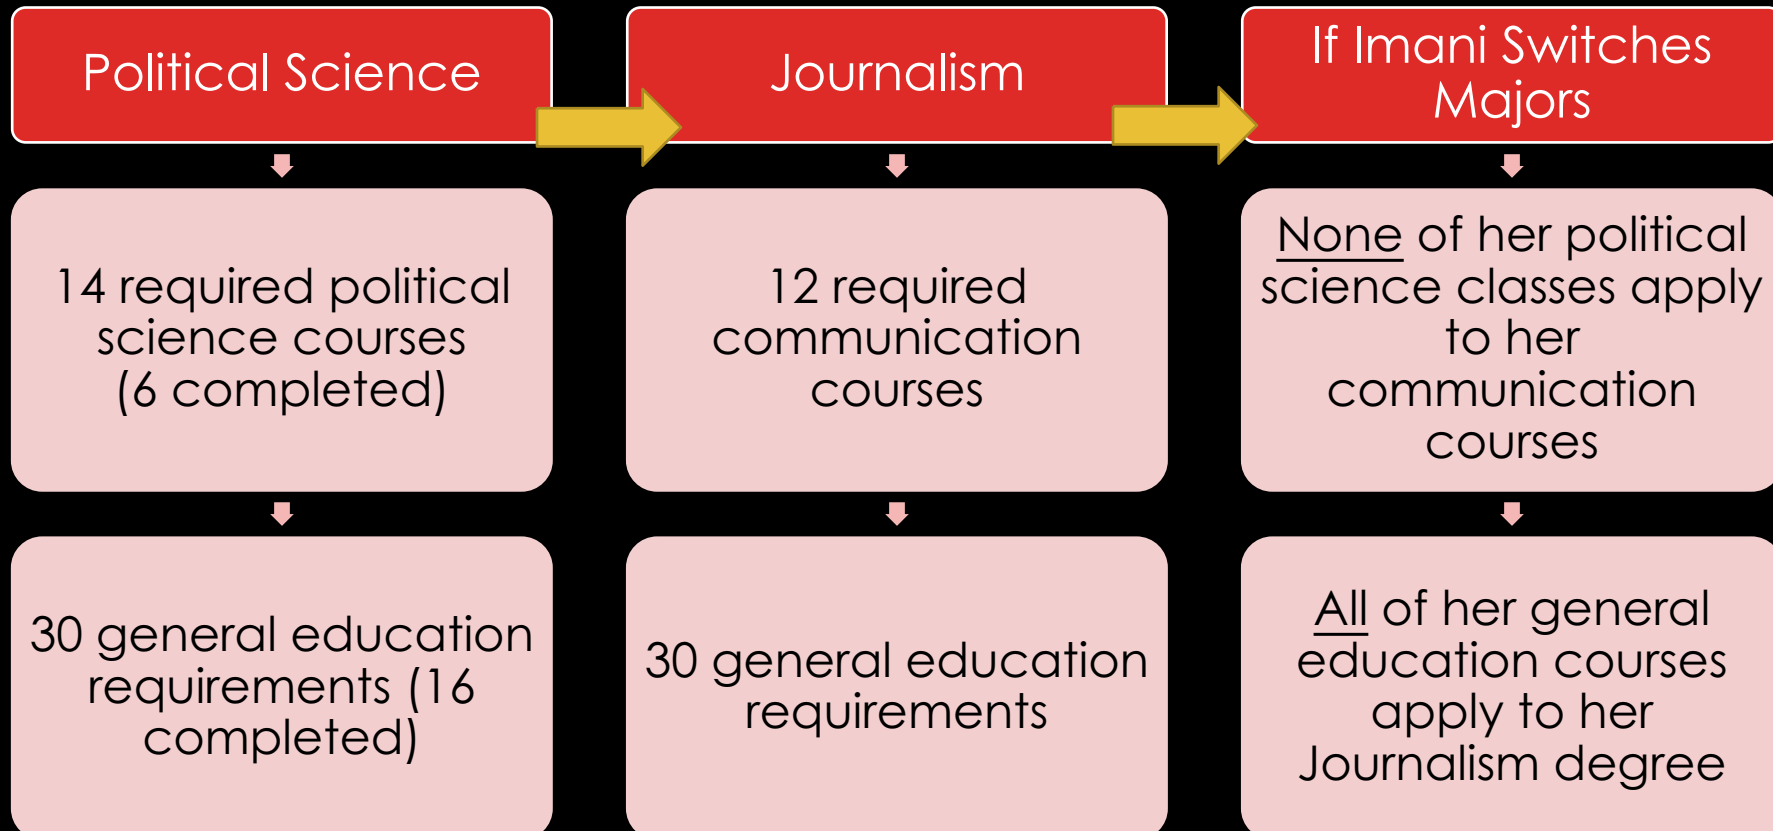 Political Science
14 required political
science courses
(6 completed)
30 general education
requirements (16
completed)
Journalism
12 required
communication
courses
30 general education
requirements
If Imani Switches
Majors
None of her political
science classes apply
to her
communication
courses
All of her general
education courses
apply to her
Journalism degree